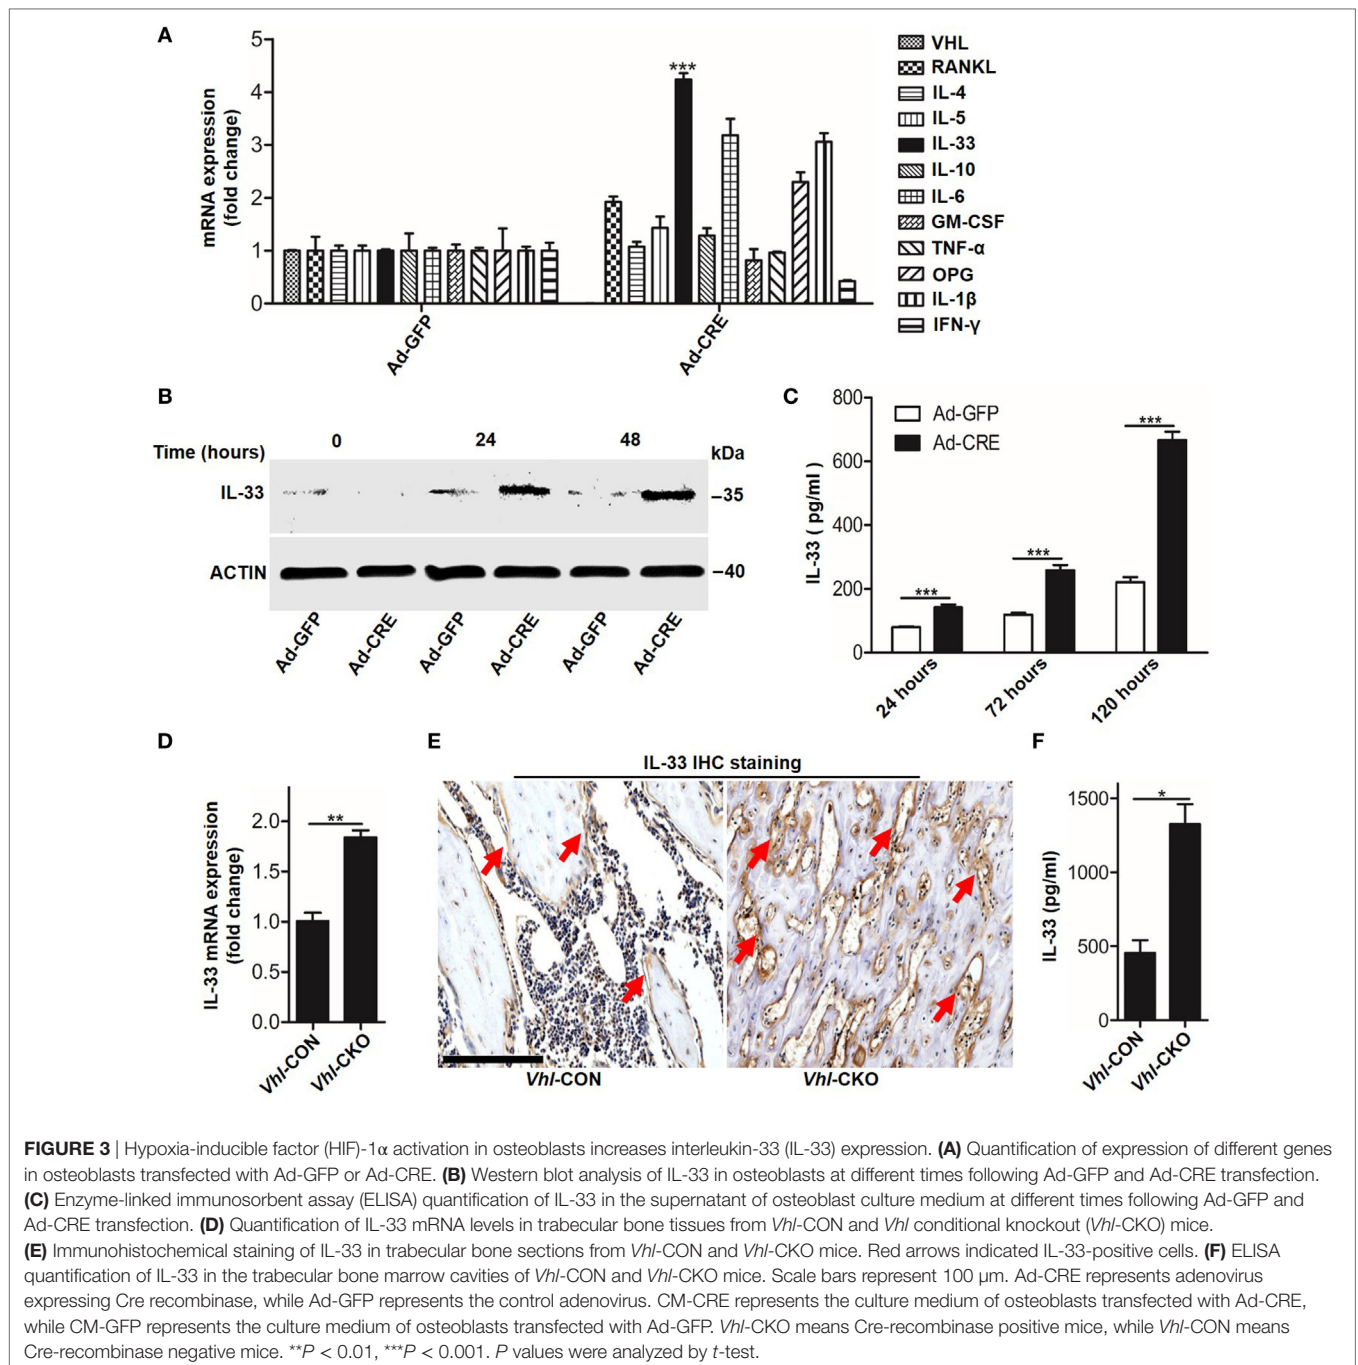 A
mRNA expression
(fold change)
5
4
3
2
1
0
***
Ad-GFP
Ad-CRE
VHL
RANKL
IL-4
IL-5
IL-33
IL-10
IL-6
GM-CSF
TNF-α
OPG
IL-1β
IFN-γ
B
Time (hours)
0
24
48
kDa
IL-33
–35
ACTIN
–40
Ad-GFP
Ad-CRE
Ad-GFP
Ad-CRE
Ad-GFP
Ad-CRE
C
IL-33 ( pg/ml )
800
600
400
200
0
Ad-GFP
Ad-CRE
***
***
***
24 hours
72 hours
120 hours
D
IL-33 mRNA expression
(fold change)
2.0
1.0
0.5
0.0
**
Vhl-CON
Vhl-CKO
E
IL-33 IHC staining
Vhl-CON
Vhl-CKO
F
IL-33 (pg/ml)
1500
1000
500
0
*
Vhl-CON
Vhl-CKO
FIGURE 3 | Hypoxia-inducible factor (HIF)-1α activation in osteoblasts increases interleukin-33 (IL-33) expression. (A) Quantification of expression of different genes
in osteoblasts transfected with Ad-GFP or Ad-CRE. (B) Western blot analysis of IL-33 in osteoblasts at different times following Ad-GFP and Ad-CRE transfection.
(C) Enzyme-linked immunosorbent assay (ELISA) quantification of IL-33 in the supernatant of osteoblast culture medium at different times following Ad-GFP and
Ad-CRE transfection. (D) Quantification of IL-33 mRNA levels in trabecular bone tissues from Vhl-CON and Vhl conditional knockout (Vhl-CKO) mice.
(E) Immunohistochemical staining of IL-33 in trabecular bone sections from Vhl-CON and Vhl-CKO mice. Red arrows indicated IL-33-positive cells. (F) ELISA
quantification of IL-33 in the trabecular bone marrow cavities of Vhl-CON and Vhl-CKO mice. Scale bars represent 100 μm. Ad-CRE represents adenovirus
expressing Cre recombinase, while Ad-GFP represents the control adenovirus. CM-CRE represents the culture medium of osteoblasts transfected with Ad-CRE,
while CM-GFP represents the culture medium of osteoblasts transfected with Ad-GFP. Vhl-CKO means Cre-recombinase positive mice, while Vhl-CON means
Cre-recombinase negative mice. **P < 0.01, ***P < 0.001. P values were analyzed by t-test.